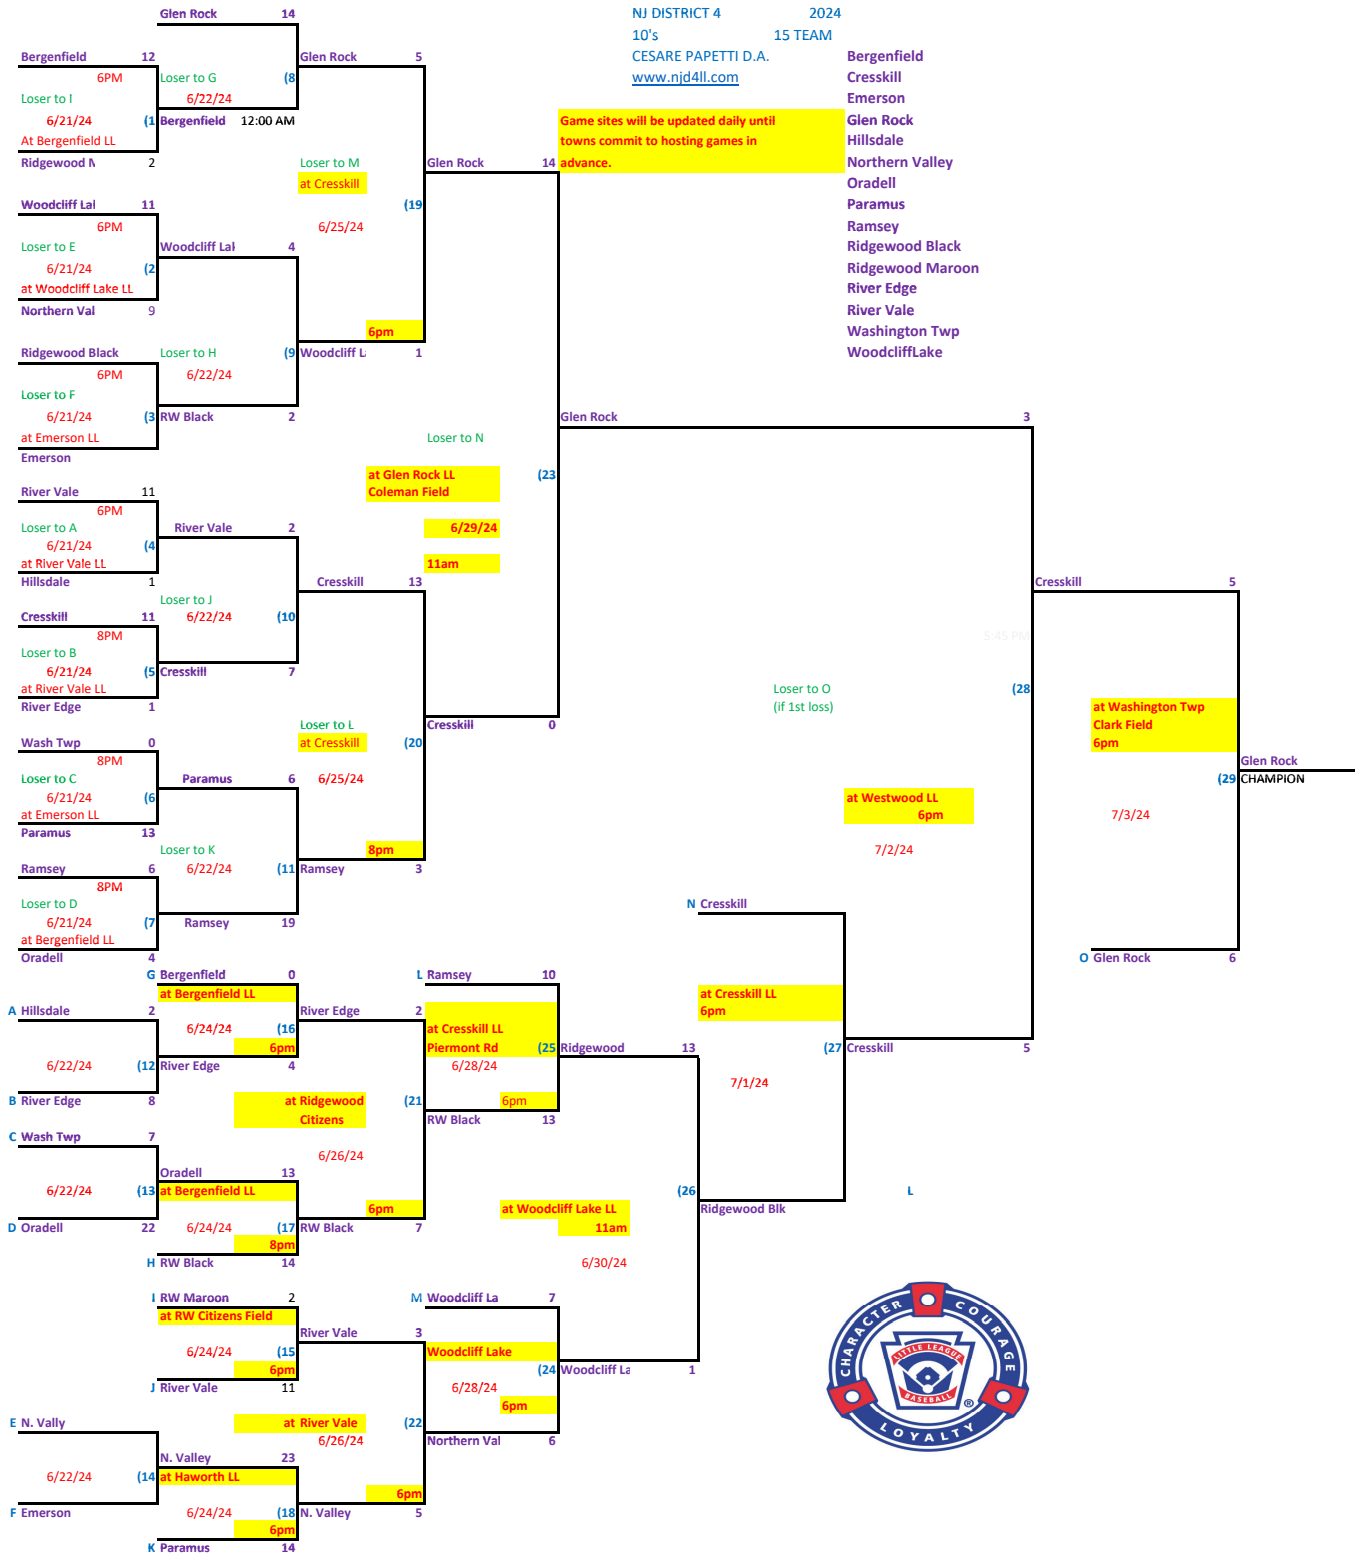 Glen Rock 14
NJ DISTRICT 4 2024
10's 15 TEAM
Bergenfield 12
Glen Rock 5
CESARE PAPETTI D.A.
Bergenfield
6PM
Loser to G
(8
www.njd4ll.com
Cresskill
Loser to I
6/22/24
Emerson
6/21/24
(1
Bergenfield 12:00 AM
Game sites will be updated daily until
Glen Rock
At Bergenfield LL
towns commit to hosting games in
Hillsdale
Ridgewood M 2
Loser to M
Glen Rock 14
advance.
Northern Valley
at Cresskill
Oradell
Woodcliff Lal 11
(19
Paramus
6PM
6/25/24
Ramsey
Loser to E
Woodcliff Lal 4
Ridgewood Black
6/21/24
(2
Ridgewood Maroon
at Woodcliff Lake LL
River Edge
Northern Val 9
River Vale
6pm
Washington Twp
Ridgewood Black
Loser to H
(9
Woodcliff La 1
WoodcliffLake
6PM
6/22/24
Loser to F
6/21/24
(3
RW Black 2
Glen Rock 3
at Emerson LL
Loser to N
Emerson
at Glen Rock LL
(23
Coleman Field
River Vale 11
6PM
Loser to A
River Vale 2
6/29/24
6/21/24
(4
at River Vale LL
11am
Hillsdale 1
Cresskill 13
Cresskill 5
Loser to J
Cresskill 11
6/22/24
(10
8PM
5:45 PM
Loser to B
6/21/24
(5
Cresskill 7
at River Vale LL
Loser to O
(28
River Edge 1
(if 1st loss)
at Washington Twp
Loser to L
Cresskill 0
Clark Field
Wash Twp 0
at Cresskill
(20
6pm
8PM
Glen Rock
Loser to C
Paramus 6
6/25/24
(29
CHAMPION
6/21/24
(6
at Westwood LL
at Emerson LL
6pm
7/3/24
Paramus 13
Loser to K
8pm
7/2/24
Ramsey 6
6/22/24
(11
Ramsey 3
8PM
Loser to D
N Cresskill
6/21/24
(7
Ramsey 19
at Bergenfield LL
Oradell 4
O Glen Rock 6
G Bergenfield 0
L Ramsey 10
at Bergenfield LL
at Cresskill LL
A Hillsdale 2
River Edge 2
6pm
6/24/24
(16
at Cresskill LL
6pm
Piermont Rd
(25
Ridgewood 13
(27
Cresskill 5
6/22/24
(12
River Edge 4
6/28/24
7/1/24
B River Edge 8
at Ridgewood
(21
6pm
Citizens
RW Black 13
C Wash Twp 7
6/26/24
Oradell 13
6/22/24
(13
at Bergenfield LL
(26
L
6pm
at Woodcliff Lake LL
Ridgewood Blk
D Oradell 22
6/24/24
(17
RW Black 7
11am
8pm
H RW Black 14
6/30/24
I RW Maroon 2
M Woodcliff La 7
at RW Citizens Field
River Vale 3
6/24/24
(15
Woodcliff Lake
6pm
(24
Woodcliff La 1
J River Vale 11
6/28/24
6pm
E N. Vally
at River Vale
(22
6/26/24
Northern Val 6
N. Valley 23
6/22/24
(14
at Haworth LL
6pm
F Emerson
6/24/24
(18
N. Valley 5
6pm
K Paramus 14
CHARACTER COURAGE
LITTLE LEAGUE
BASEBALL
®
LOYALTY